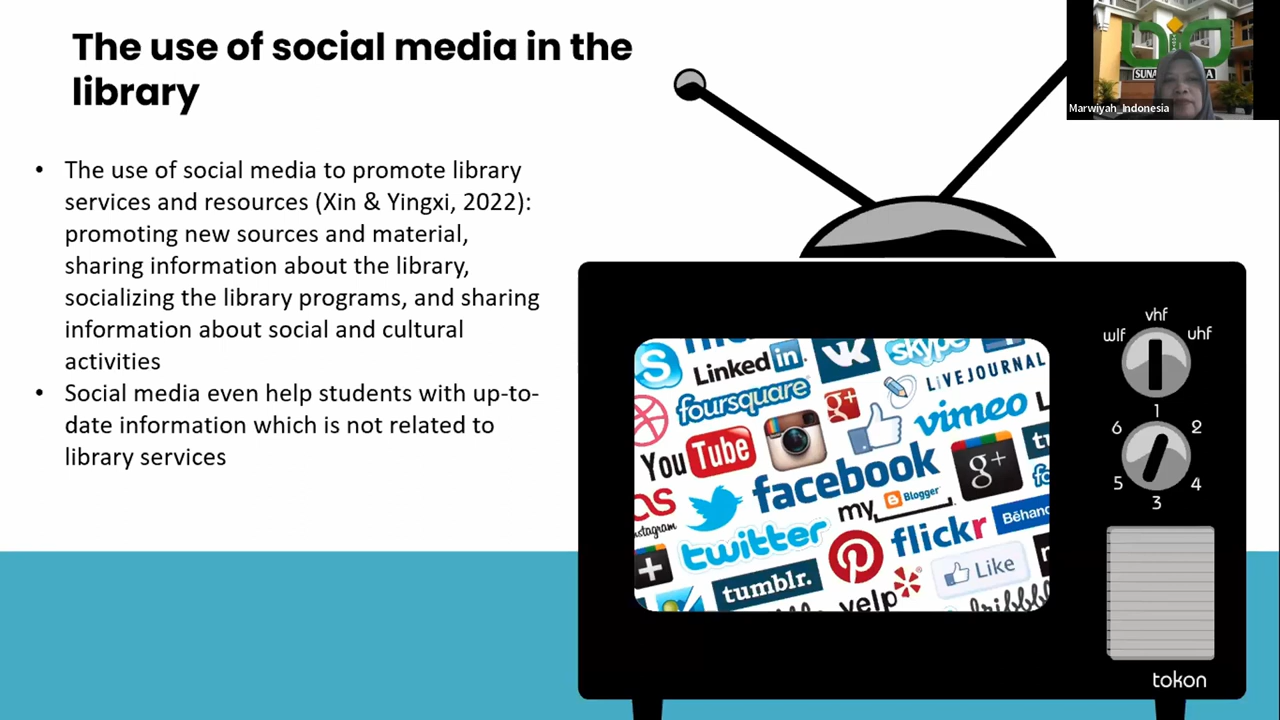 The use of social media in the
library
• The use of social media to promote library
services and resources (Xin & Yingxi, 2022):
promoting new sources and material,
sharing information about the library,
socializing the library programs, and sharing
information about social and cultural
activities
• Social media even help students with up-to-
date information which is not related to
library services
Marwiyah_Indonesia
vhf
wlf
uhf
1
6
2
5
4
3
tokon
LinkedIn
VK
skype
foursquare
g+
LIVEJOURNAL
vimeo
YouTube
facebook
g+
Instagram
my
Blogger
Bēhanc
twitter
flickr
tumblr.
Like
yelp